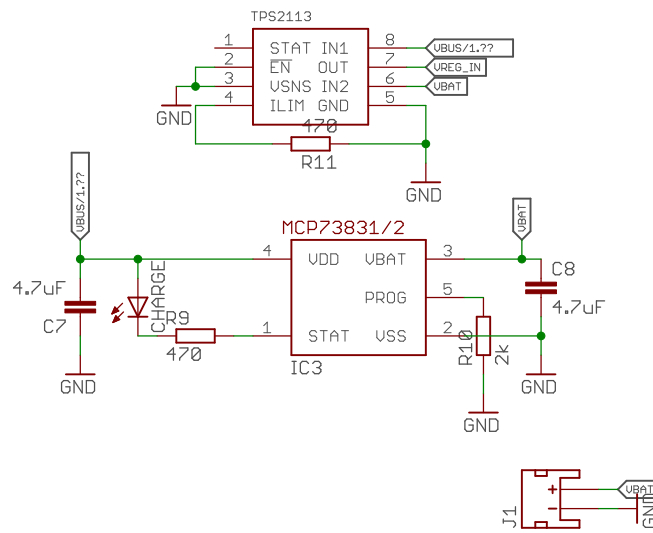 TPS2113
1 STAT IN1 8 VBUS/1.??
2 EN OUT 7 VREG_IN
3 VSNS IN2 6 VBAT
4 ILIM GND 5
GND
470
R11
GND
VBUS/1.??
VBAT
MCP73831/2
4 VDD VBAT 3
C8
4.7uF
4.7uF
C7
CHARGE
PROG 5
R9
470
1 STAT VSS 2
R10
2k
IC3
GND
GND
GND
J1
+
VBAT
-
GND